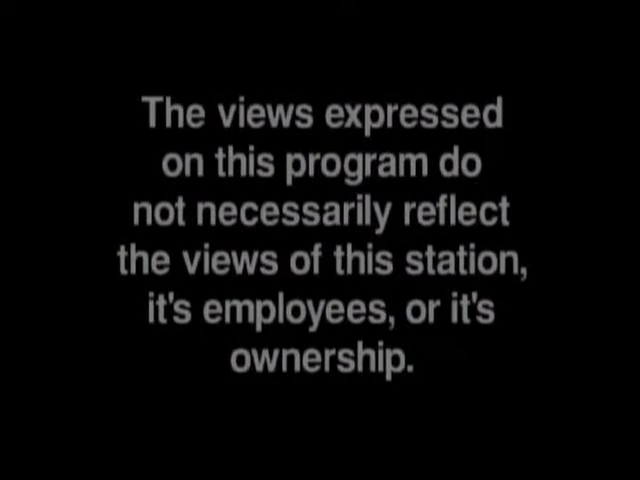 The views expressed
on this program do
not necessarily reflect
the views of this station,
it's employees, or it's
ownership.